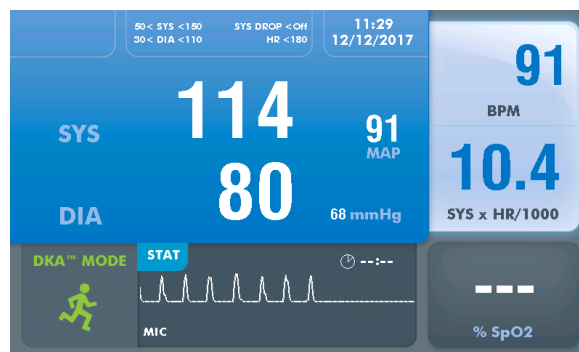 50< SYS <150 SYS DROP <Off
30< DIA <110 HR <180
11:29
12/12/2017
SYS 114
91
MAP
DIA 80
68 mmHg
91
BPM
10.4
SYS x HR/1000
DKA™ MODE
STAT
--:--
MIC
---
% SpO2